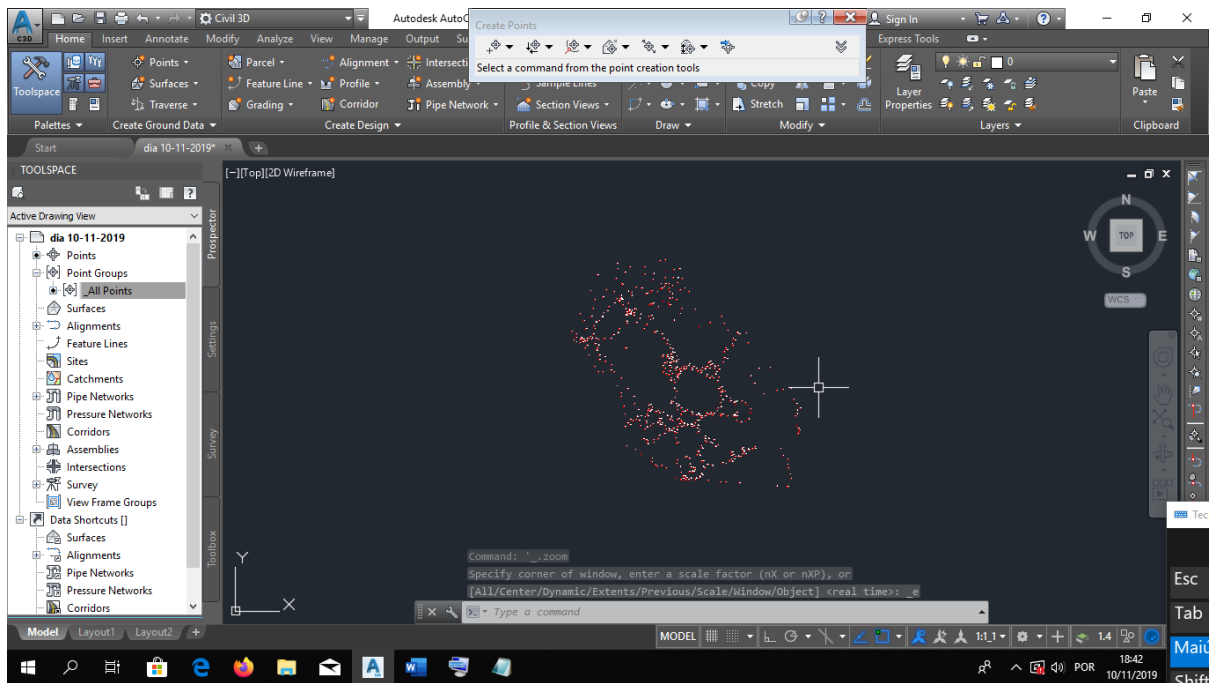 Civil 3D
Autodesk AutoC
Create Points
Sign In
C3D
Home Insert Annotate Modify Analyze View Manage Output Su
Express Tools
Select a command from the point creation tools
Toolspace
Points
Surfaces
Traverse
Parcel
Feature Line
Grading
Alignment
Profile
Corridor
Intersecti
Assembly
Pipe Network
Sample Lines
Section Views
Copy
Stretch
Layer
Properties
0
Paste
Palettes
Create Ground Data
Create Design
Profile & Section Views
Draw
Modify
Layers
Clipboard
Start
dia 10-11-2019*
TOOLSPACE
[−][Top][2D Wireframe]
Active Drawing View
dia 10-11-2019
Points
Point Groups
_All Points
Surfaces
Alignments
Feature Lines
Sites
Catchments
Pipe Networks
Pressure Networks
Corridors
Assemblies
Intersections
Survey
View Frame Groups
Data Shortcuts []
Surfaces
Alignments
Pipe Networks
Pressure Networks
Corridors
Prospector
Settings
Survey
Toolbox
N
W
TOP
E
S
WCS
Y
X
Command: '_.zoom
Specify corner of window, enter a scale factor (nX or nXP), or
[All/Center/Dynamic/Extents/Previous/Scale/Window/Object] <real time>: _e
Type a command
Tec
Esc
Tab
Maiú
Shift
Model
Layout1
Layout2
MODEL
1:1_1
1.4
POR
18:42
10/11/2019